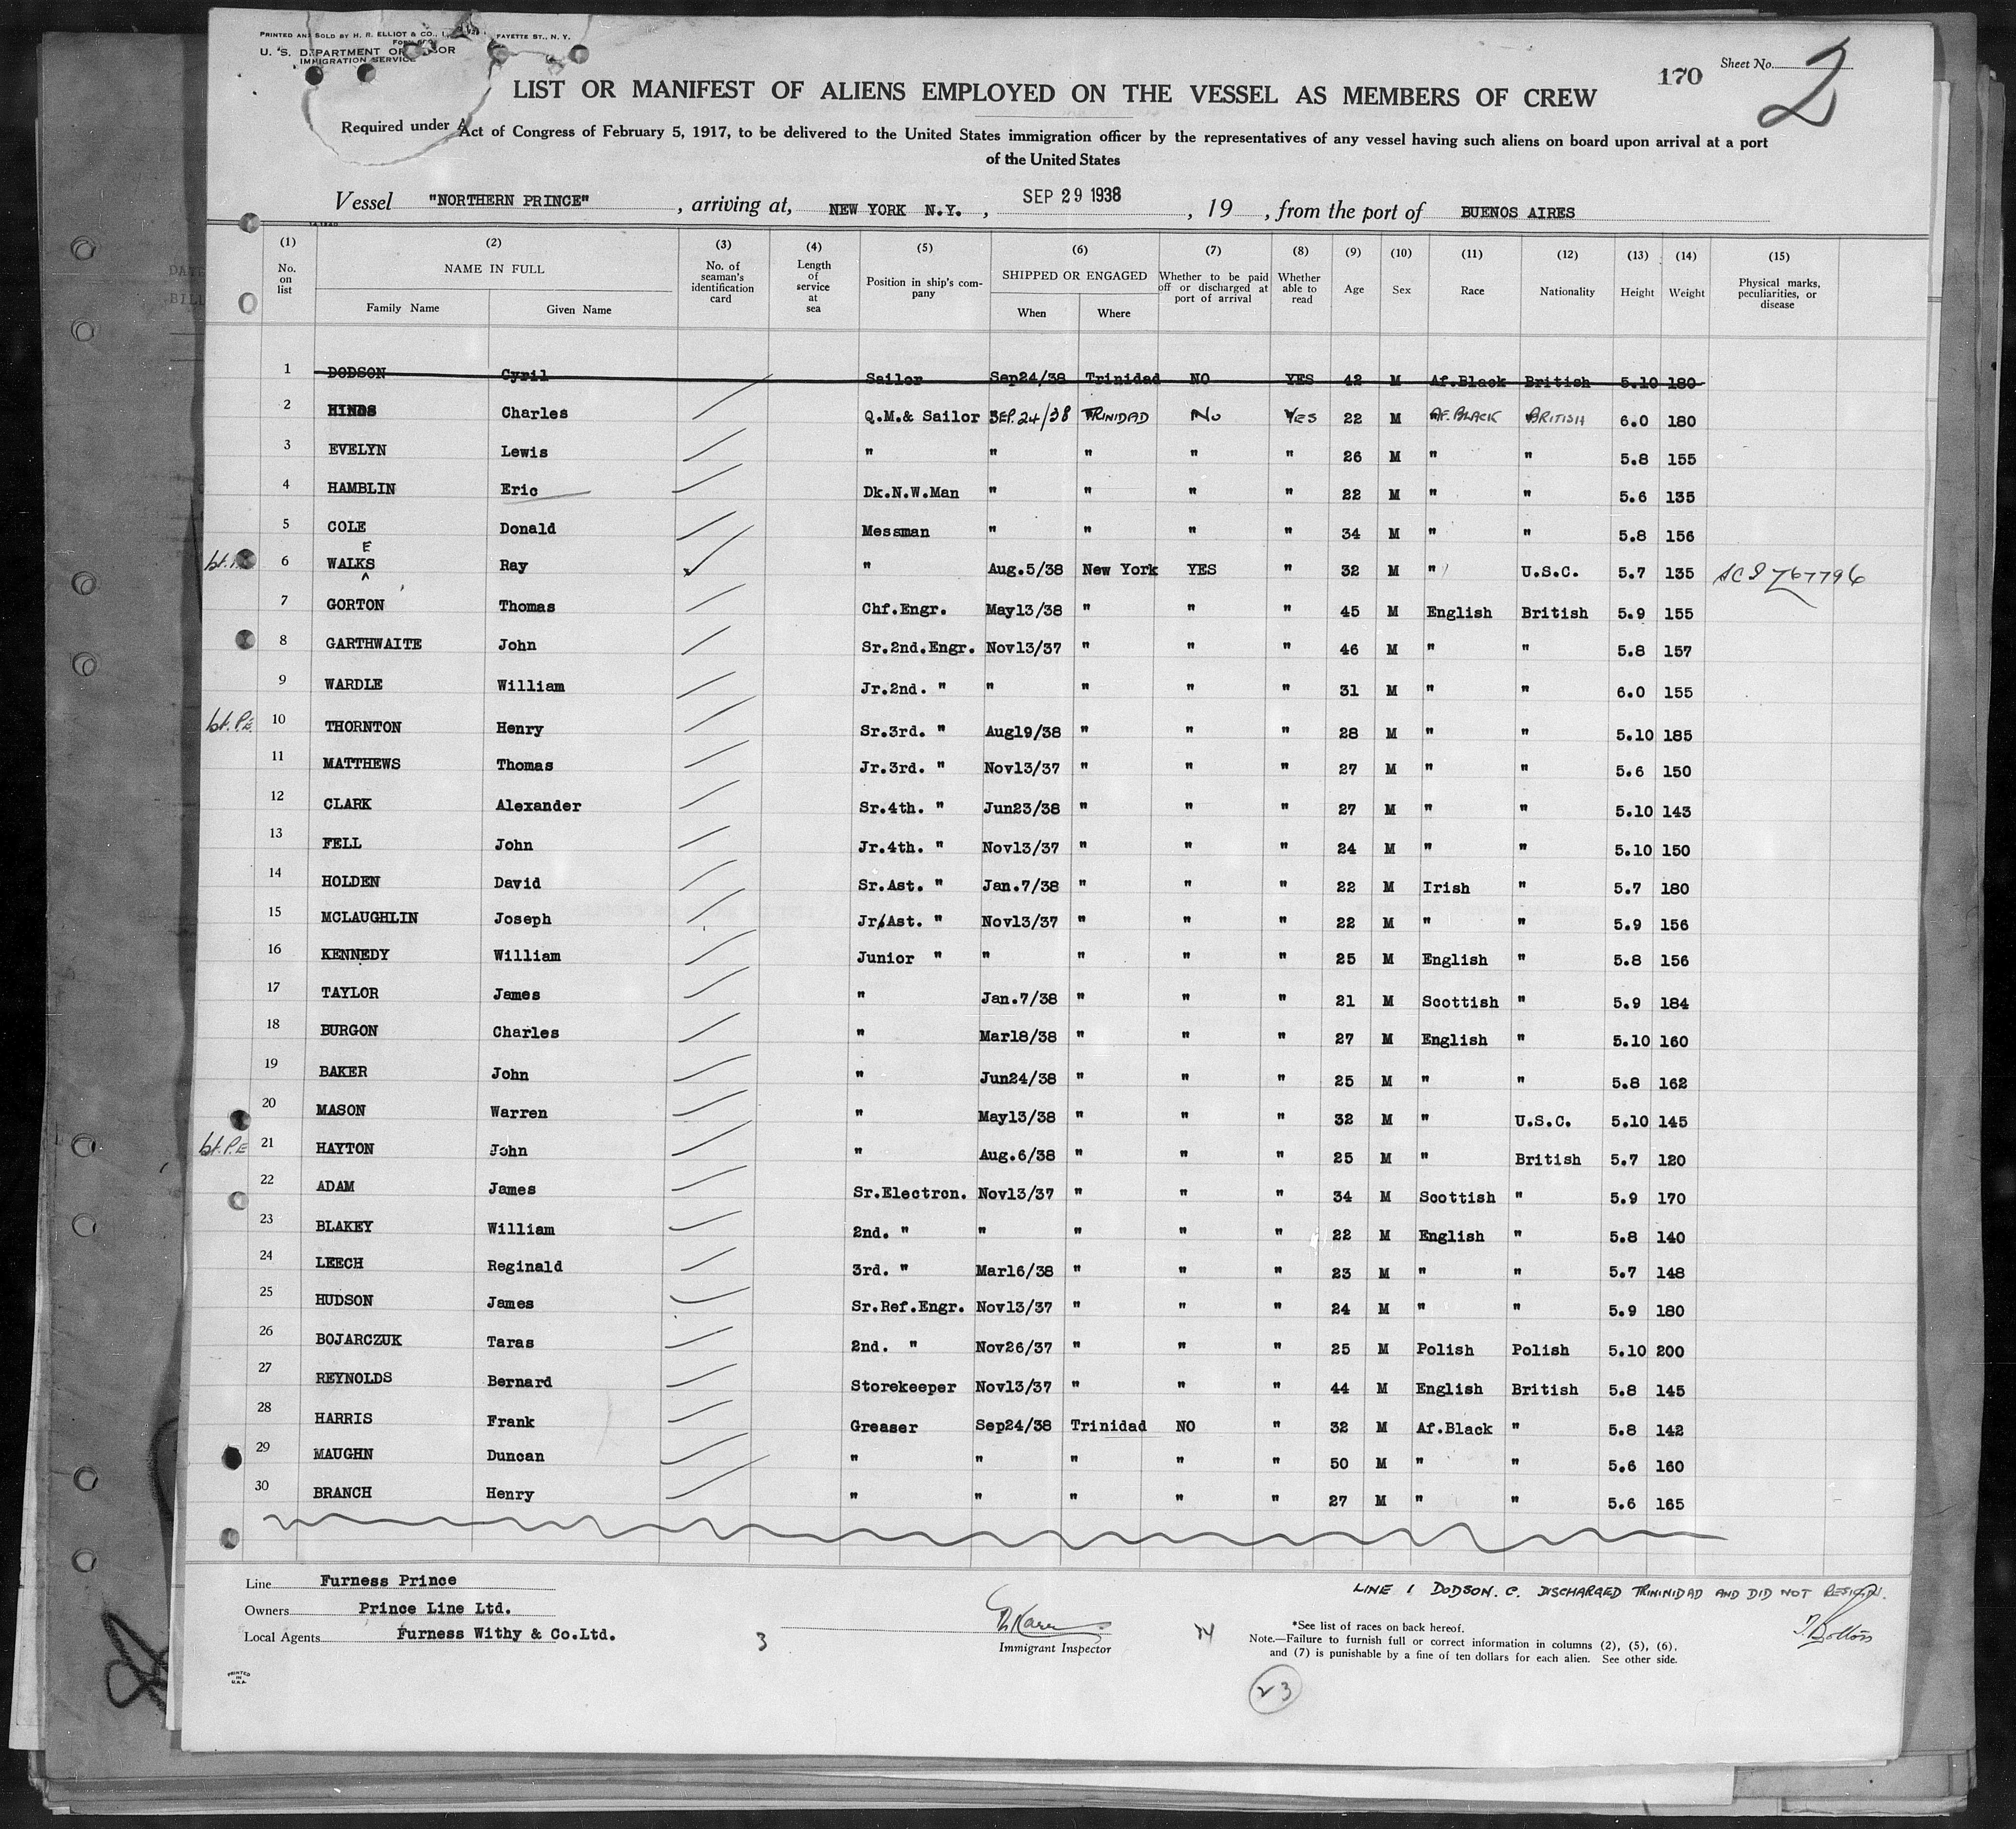 PRINTED AND SOLD BY H. R. ELLIOT & CO., FAYETTE ST., N. Y.
U. S. DEPARTMENT OF LABOR
IMMIGRATION SERVICE
170
Sheet No. 2
LIST OR MANIFEST OF ALIENS EMPLOYED ON THE VESSEL AS MEMBERS OF CREW
Required under Act of Congress of February 5, 1917, to be delivered to the United States immigration officer by the representatives of any vessel having such aliens on board upon arrival at a port
of the United States
Vessel "NORTHERN PRINCE", arriving at, NEW YORK N.Y., SEP 29 1938, 19 , from the port of BUENOS AIRES
(1) (2) (3) (4) (5) (6) (7) (8) (9) (10) (11) (12) (13) (14) (15)
No. on list NAME IN FULL Family Name Given Name No. of seaman's identification card Length of service at sea Position in ship's company SHIPPED OR ENGAGED When Where Whether to be paid off or discharged at port of arrival Whether able to read Age Sex Race Nationality Height Weight Physical marks, peculiarities, or disease
1 DODSON Cyril Sailor Sep24/38 Trinidad NO YES 42 M Af.Black British 5.10 180
2 HINDS Charles Q.M.& Sailor SEP.24/38 TRINIDAD No YES 22 M AF.BLACK BRITISH 6.0 180
3 EVELYN Lewis " " " " " 26 M " " 5.8 155
4 HAMBLIN Eric Dk.N.W.Man " " " " 22 M " " 5.6 135
5 COLE Donald Messman " " " " 34 M " " 5.8 156
6 WALKES Ray " Aug.5/38 New York YES " 32 M " U.S.C. 5.7 135 767796
7 GORTON Thomas Chf.Engr. May13/38 " " " 45 M English British 5.9 155
8 GARTHWAITE John Sr.2nd.Engr. Nov13/37 " " " 46 M " " 5.8 157
9 WARDLE William Jr.2nd. " " " " " 31 M " " 6.0 155
bt. P.E 10 THORNTON Henry Sr.3rd. " Aug19/38 " " " 28 M " " 5.10 185
11 MATTHEWS Thomas Jr.3rd. " Nov13/37 " " " 27 M " " 5.6 150
12 CLARK Alexander Sr.4th. " Jun23/38 " " " 27 M " " 5.10 143
13 FELL John Jr.4th. " Nov13/37 " " " 24 M " " 5.10 150
14 HOLDEN David Sr.Ast. " Jan.7/38 " " " 22 M Irish " 5.7 180
15 MCLAUGHLIN Joseph Jr/Ast. " Nov13/37 " " " 22 M " " 5.9 156
16 KENNEDY William Junior " " " " " 25 M English " 5.8 156
17 TAYLOR James " Jan.7/38 " " " 21 M Scottish " 5.9 184
18 BURGON Charles " Mar18/38 " " " 27 M English " 5.10 160
19 BAKER John " Jun24/38 " " " 25 M " " 5.8 162
20 MASON Warren " May13/38 " " " 32 M " U.S.C. 5.10 145
bt. P.E 21 HAYTON John " Aug.6/38 " " " 25 M " British 5.7 120
22 ADAM James Sr.Electron. Nov13/37 " " " 34 M Scottish " 5.9 170
23 BLAKEY William 2nd. " " " " " 22 M English " 5.8 140
24 LEECH Reginald 3rd. " Mar16/38 " " " 23 M " " 5.7 148
25 HUDSON James Sr.Ref.Engr. Nov13/37 " " " 24 M " " 5.9 180
26 BOJARCZUK Taras 2nd. " Nov26/37 " " " 25 M Polish Polish 5.10 200
27 REYNOLDS Bernard Storekeeper Nov13/37 " " " 44 M English British 5.8 145
28 HARRIS Frank Greaser Sep24/38 Trinidad NO " 32 M Af.Black " 5.8 142
29 MAUGHN Duncan " " " " " 50 M " " 5.6 160
30 BRANCH Henry " " " " " 27 M " " 5.6 165
Line Furness Prince
Owners Prince Line Ltd.
Local Agents Furness Withy & Co.Ltd.
3
Immigrant Inspector
LINE 1 DODSON. C. DISCHARGED TRININIDAD AND DID NOT RESIGN.
*See list of races on back hereof.
Note.—Failure to furnish full or correct information in columns (2), (5), (6), and (7) is punishable by a fine of ten dollars for each alien. See other side.
23
PRINTED IN U.S.A.